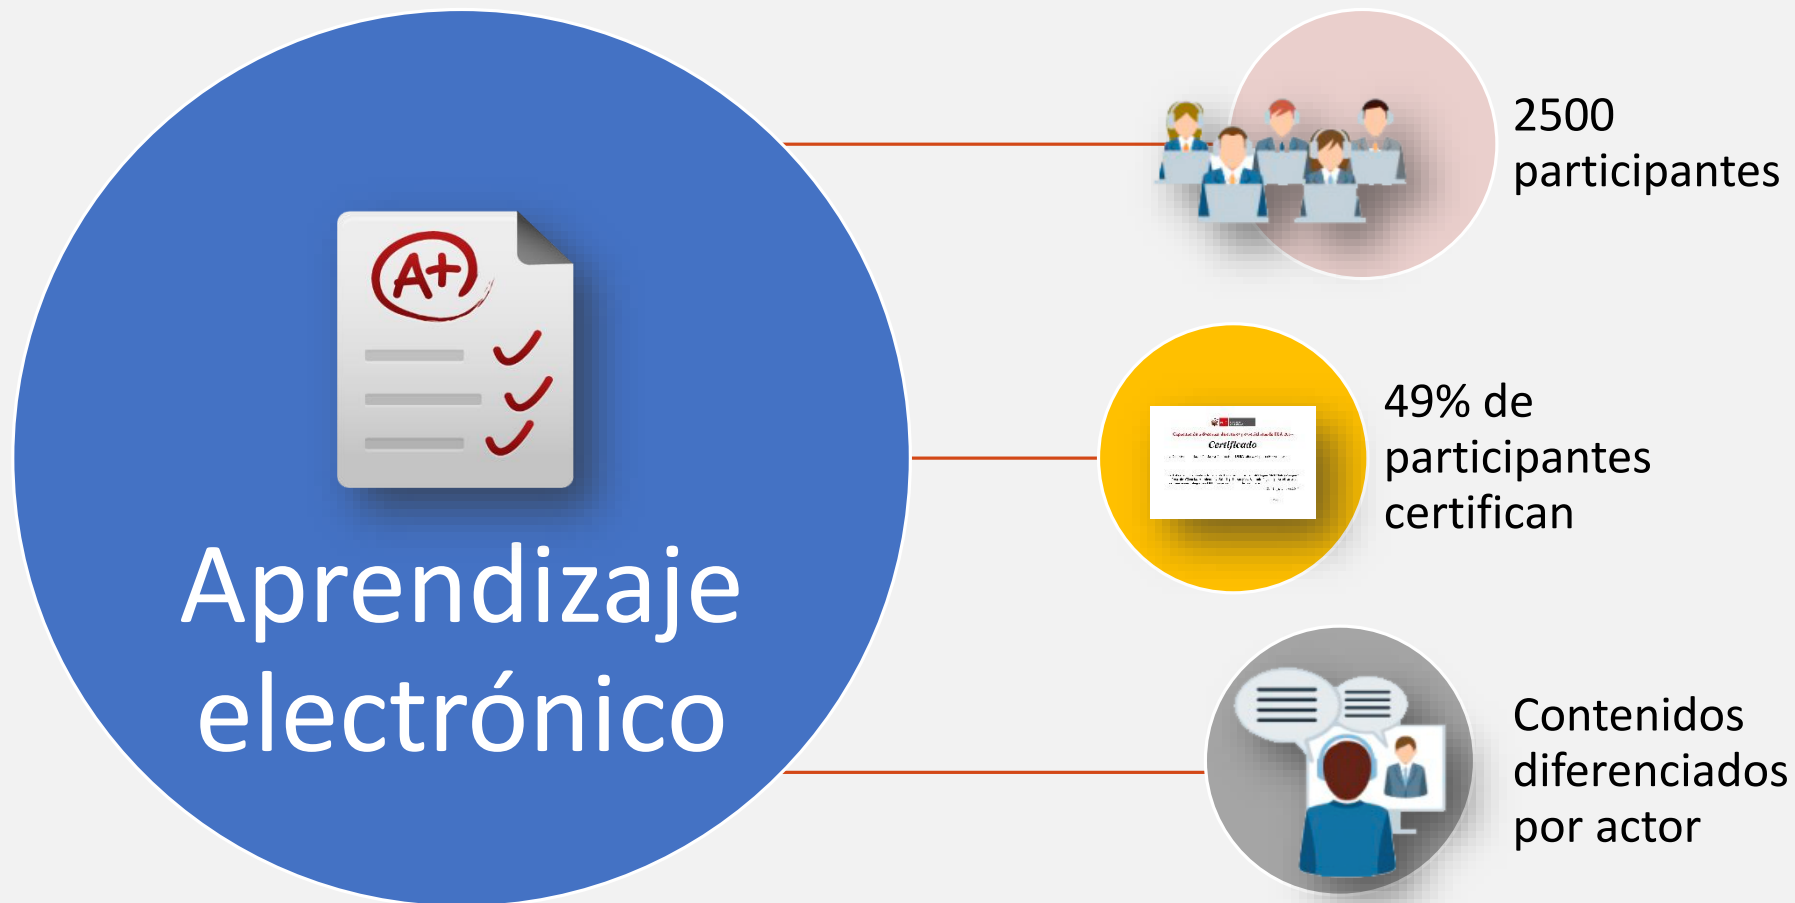 A+
Aprendizaje
electrónico
2500
participantes
Certificado
49% de
participantes
certifican
Contenidos
diferenciados
por actor